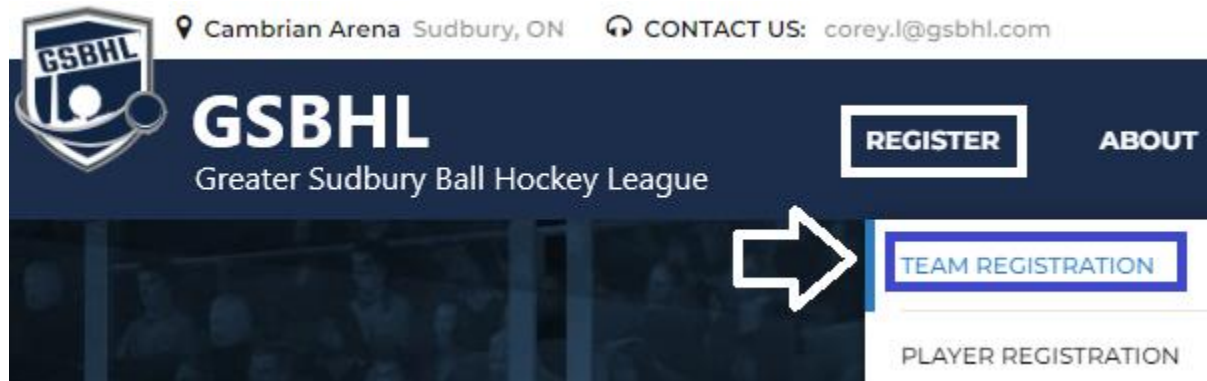 Cambrian Arena Sudbury, ON CONTACT US: corey.l@gsbhl.com
GSBHL
GSBHL
Greater Sudbury Ball Hockey League
REGISTER ABOUT
TEAM REGISTRATION
PLAYER REGISTRATION